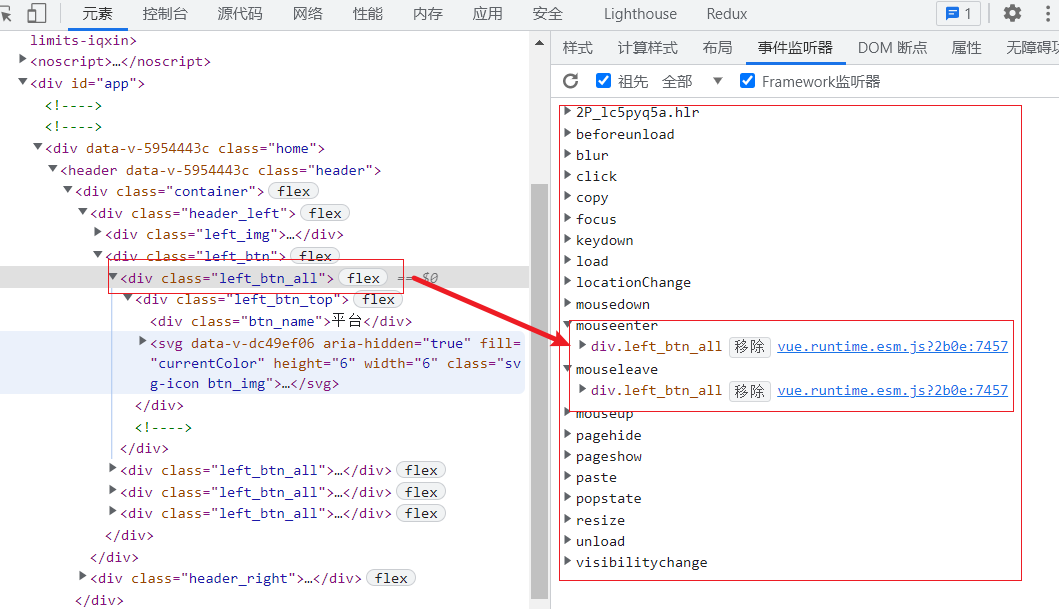 元素 控制台 源代码 网络 性能 内存 应用 安全 Lighthouse Redux 1
limits-iqxin>
<noscript>…</noscript>
<div id="app">
<!---->
<!---->
<div data-v-5954443c class="home">
<header data-v-5954443c class="header">
<div class="container"> flex
<div class="header_left"> flex
<div class="left_img">…</div>
<div class="left_btn"> flex
<div class="left_btn_all"> flex == $0
<div class="left_btn_top"> flex
<div class="btn_name">平台</div>
<svg data-v-dc49ef06 aria-hidden="true" fill=
"currentColor" height="6" width="6" class="sv
g-icon btn_img">…</svg>
</div>
<!---->
</div>
<div class="left_btn_all">…</div> flex
<div class="left_btn_all">…</div> flex
<div class="left_btn_all">…</div> flex
</div>
</div>
<div class="header_right">…</div> flex
</div>
样式 计算样式 布局 事件监听器 DOM 断点 属性 无障碍
祖先 全部 Framework监听器
2P_lc5pyq5a.hlr
beforeunload
blur
click
copy
focus
keydown
load
locationChange
mousedown
mouseenter
div.left_btn_all 移除 vue.runtime.esm.js?2b0e:7457
mouseleave
div.left_btn_all 移除 vue.runtime.esm.js?2b0e:7457
mouseup
pagehide
pageshow
paste
popstate
resize
unload
visibilitychange